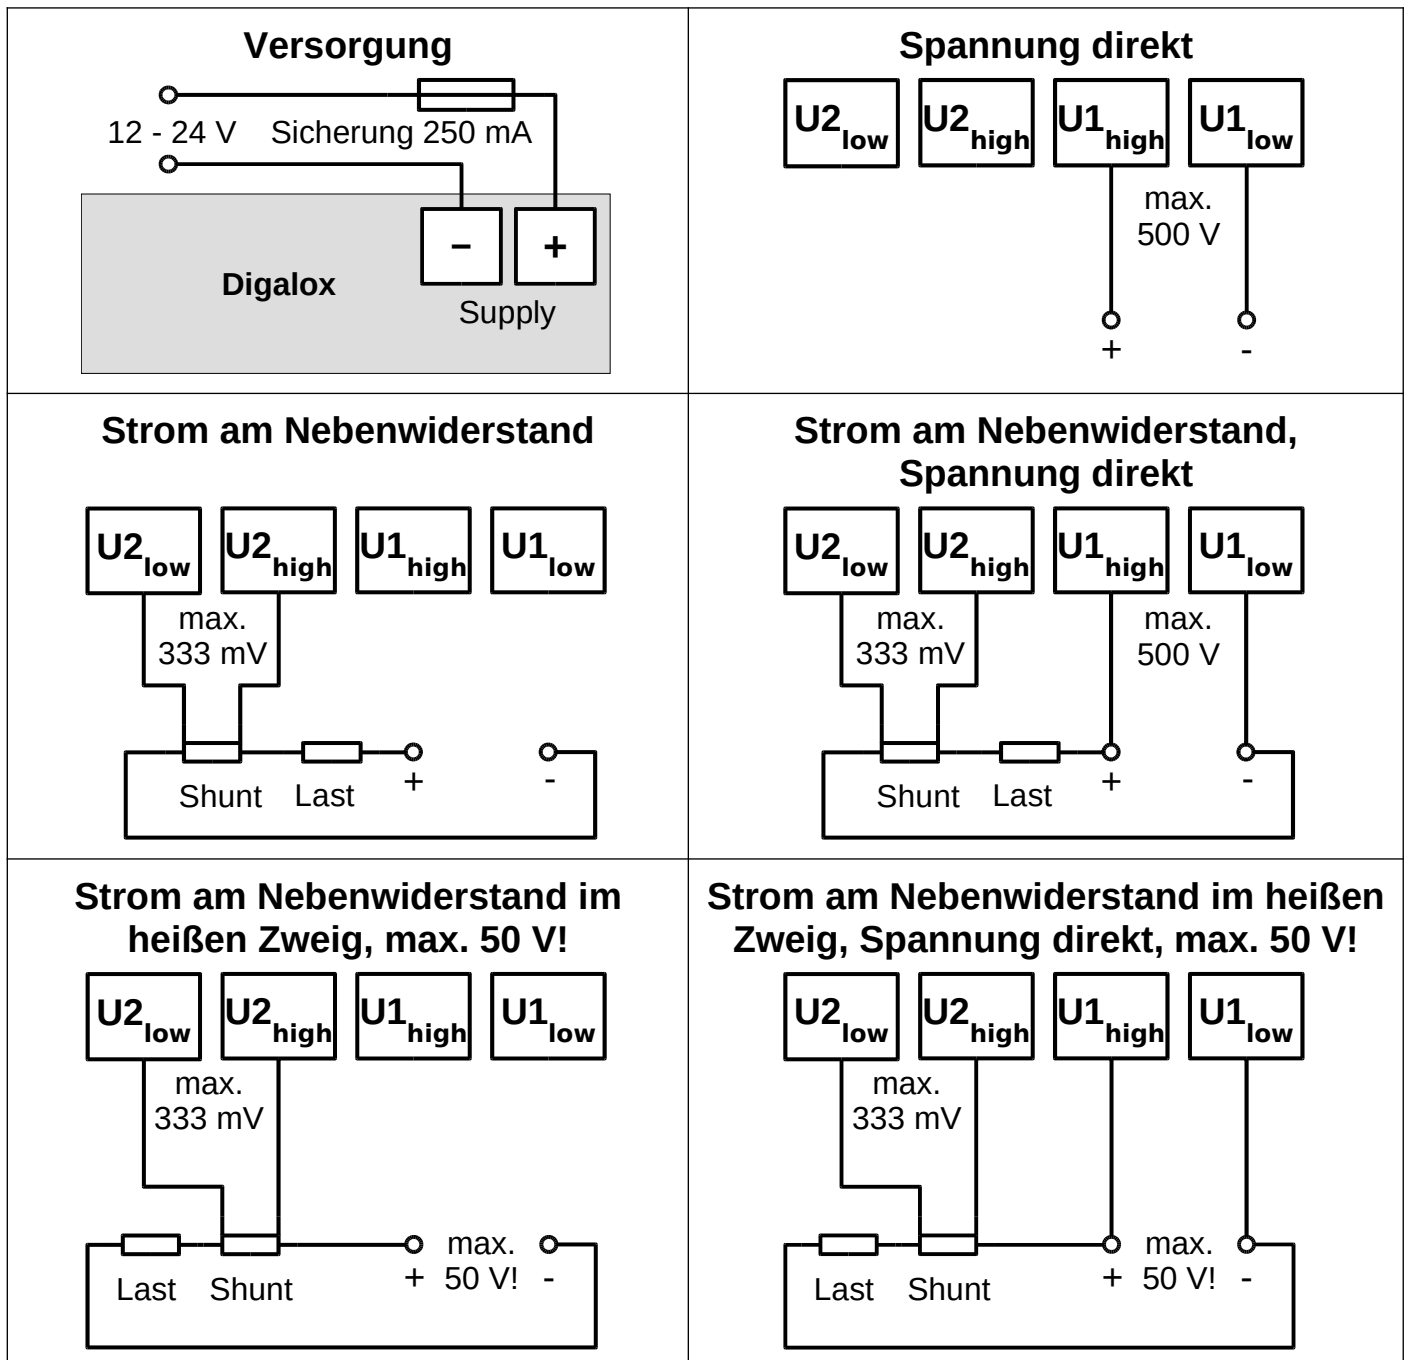 Versorgung
12 - 24 V Sicherung 250 mA
– +
Digalox
Supply
Spannung direkt
U2low U2high U1high U1low
max.
500 V
+ -
Strom am Nebenwiderstand
U2low U2high U1high U1low
max.
333 mV
+ -
Shunt Last
Strom am Nebenwiderstand,
Spannung direkt
U2low U2high U1high U1low
max. max.
333 mV 500 V
+ -
Shunt Last
Strom am Nebenwiderstand im
heißen Zweig, max. 50 V!
U2low U2high U1high U1low
max.
333 mV
max.
+ 50 V! -
Last Shunt
Strom am Nebenwiderstand im heißen
Zweig, Spannung direkt, max. 50 V!
U2low U2high U1high U1low
max.
333 mV
max.
+ 50 V! -
Last Shunt